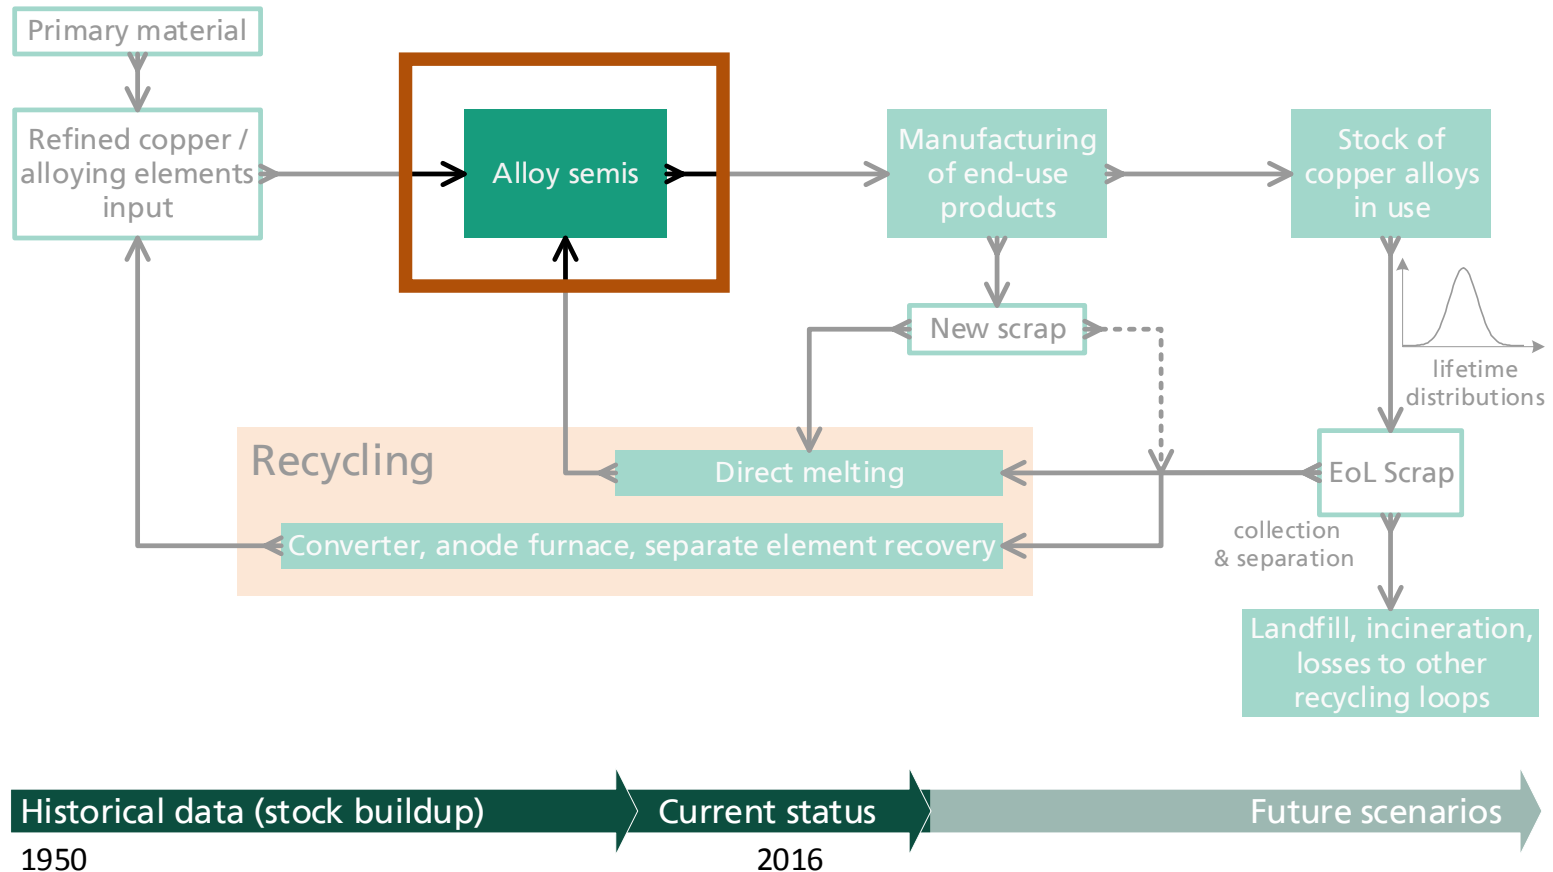 Primary material
Refined copper /
alloying elements
input
Alloy semis
Manufacturing
of end-use
products
Stock of
copper alloys
in use
New scrap
lifetime
distributions
Recycling
Direct melting
EoL Scrap
Converter, anode furnace, separate element recovery
collection
& separation
Landfill, incineration,
losses to other
recycling loops
Historical data (stock buildup)
Current status
Future scenarios
1950
2016